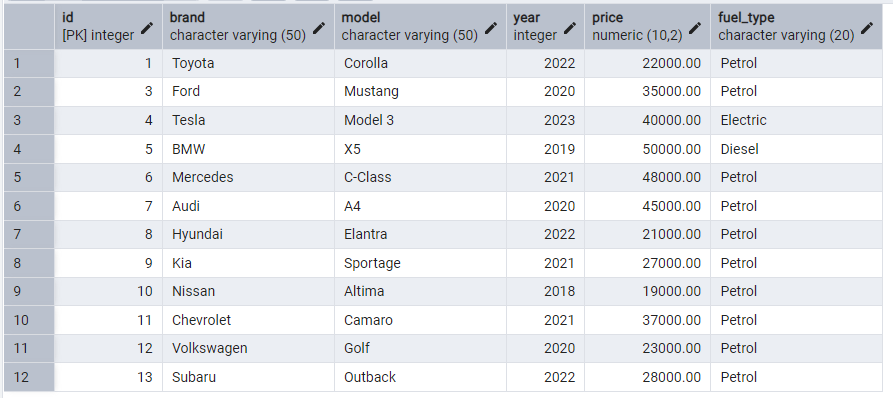 id brand model year price fuel_type
[PK] integer character varying (50) character varying (50) integer numeric (10,2) character varying (20)
1 1 Toyota Corolla 2022 22000.00 Petrol
2 3 Ford Mustang 2020 35000.00 Petrol
3 4 Tesla Model 3 2023 40000.00 Electric
4 5 BMW X5 2019 50000.00 Diesel
5 6 Mercedes C-Class 2021 48000.00 Petrol
6 7 Audi A4 2020 45000.00 Petrol
7 8 Hyundai Elantra 2022 21000.00 Petrol
8 9 Kia Sportage 2021 27000.00 Petrol
9 10 Nissan Altima 2018 19000.00 Petrol
10 11 Chevrolet Camaro 2021 37000.00 Petrol
11 12 Volkswagen Golf 2020 23000.00 Petrol
12 13 Subaru Outback 2022 28000.00 Petrol